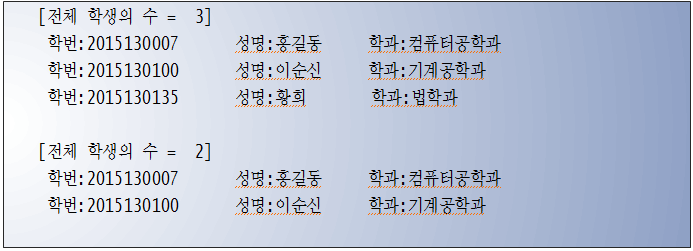 [전체 학생의 수 = 3]
학번:2015130007 성명:홍길동 학과:컴퓨터공학과
학번:2015130100 성명:이순신 학과:기계공학과
학번:2015130135 성명:황희 학과:법학과
[전체 학생의 수 = 2]
학번:2015130007 성명:홍길동 학과:컴퓨터공학과
학번:2015130100 성명:이순신 학과:기계공학과